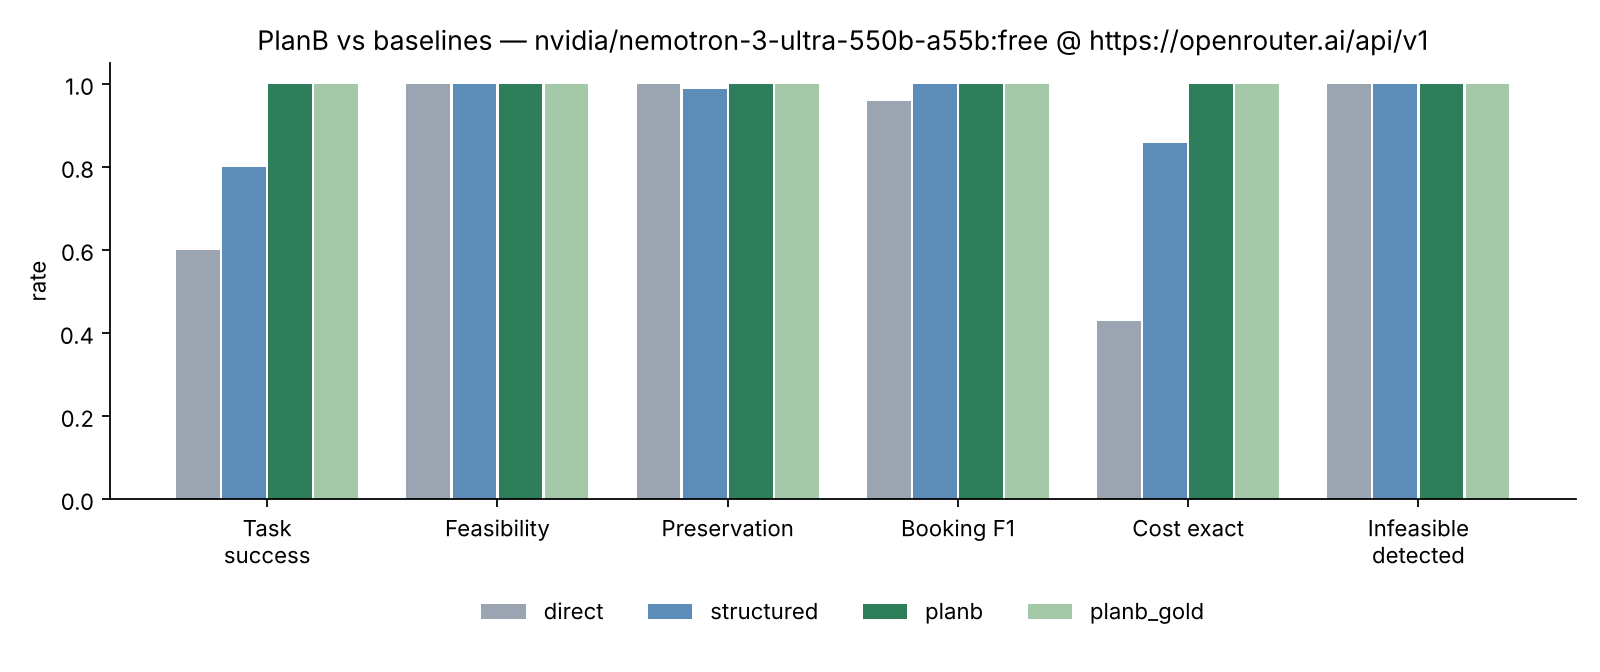 PlanB vs baselines — nvidia/nemotron-3-ultra-550b-a55b:free @ https://openrouter.ai/api/v1
rate
1.0
0.8
0.6
0.4
0.2
0.0
Task
success
Feasibility
Preservation
Booking F1
Cost exact
Infeasible
detected
direct
structured
planb
planb_gold